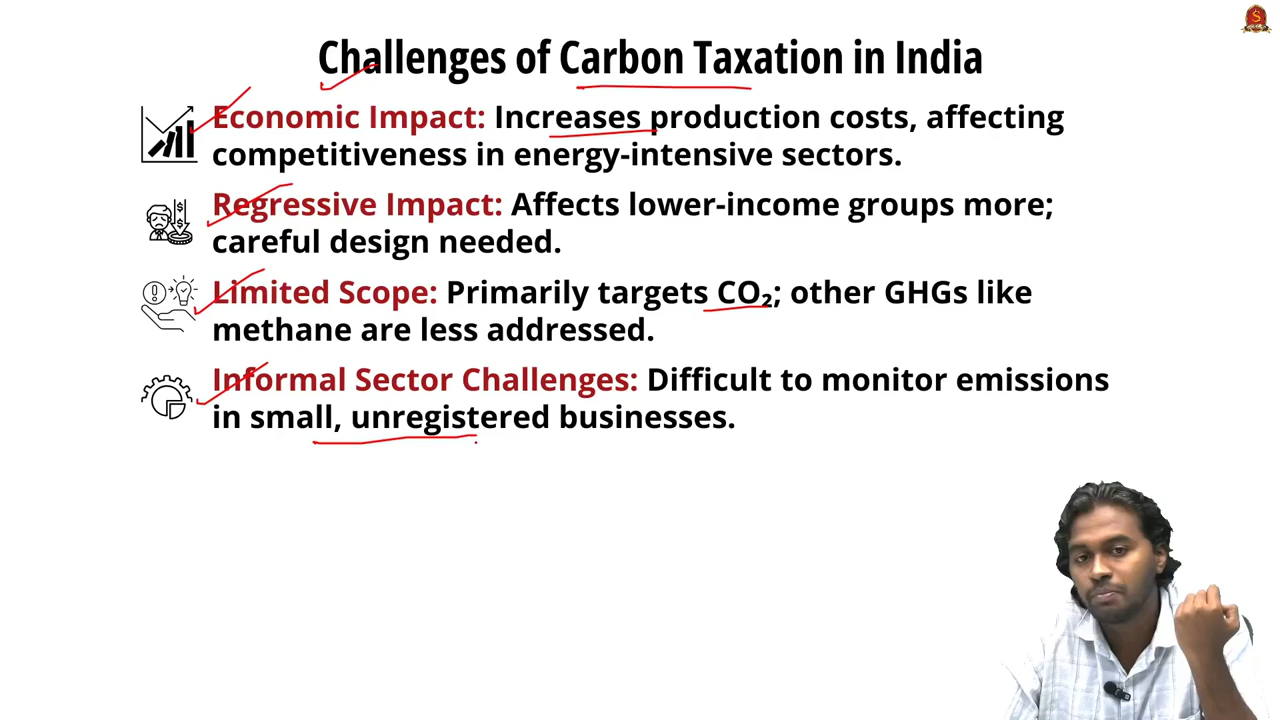 Challenges of Carbon Taxation in India
Economic Impact: Increases production costs, affecting
competitiveness in energy-intensive sectors.
Regressive Impact: Affects lower-income groups more;
careful design needed.
Limited Scope: Primarily targets CO₂; other GHGs like
methane are less addressed.
Informal Sector Challenges: Difficult to monitor emissions
in small, unregistered businesses.